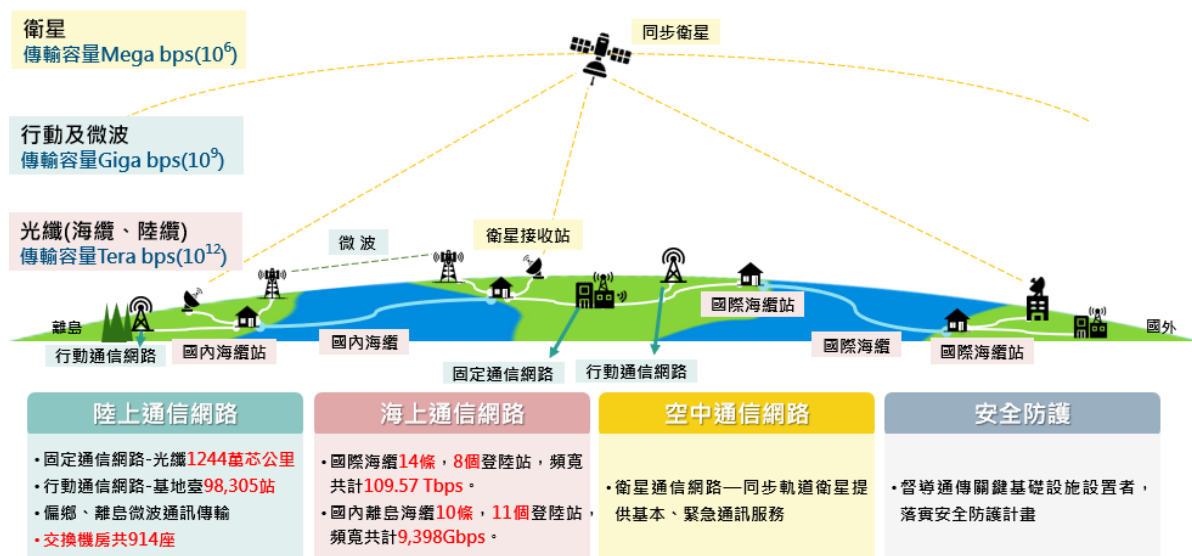 衛星
傳輸容量Mega bps(10⁶)
同步衛星
行動及微波
傳輸容量Giga bps(10⁹)
光纖(海纜、陸纜)
傳輸容量Tera bps(10¹²)
微 波
衛星接收站
離島
行動通信網路
國內海纜站
國內海纜
固定通信網路
行動通信網路
國際海纜站
國際海纜
國際海纜站
國外
陸上通信網路
•固定通信網路-光纖1244萬芯公里
•行動通信網路-基地臺98,305站
•偏鄉、離島微波通訊傳輸
•交換機房共914座
海上通信網路
•國際海纜14條，8個登陸站，頻寬
共計109.57 Tbps。
•國內離島海纜10條，11個登陸站，
頻寬共計9,398Gbps。
空中通信網路
•衛星通信網路—同步軌道衛星提
供基本、緊急通訊服務
安全防護
•督導通傳關鍵基礎設施設置者，
落實安全防護計畫